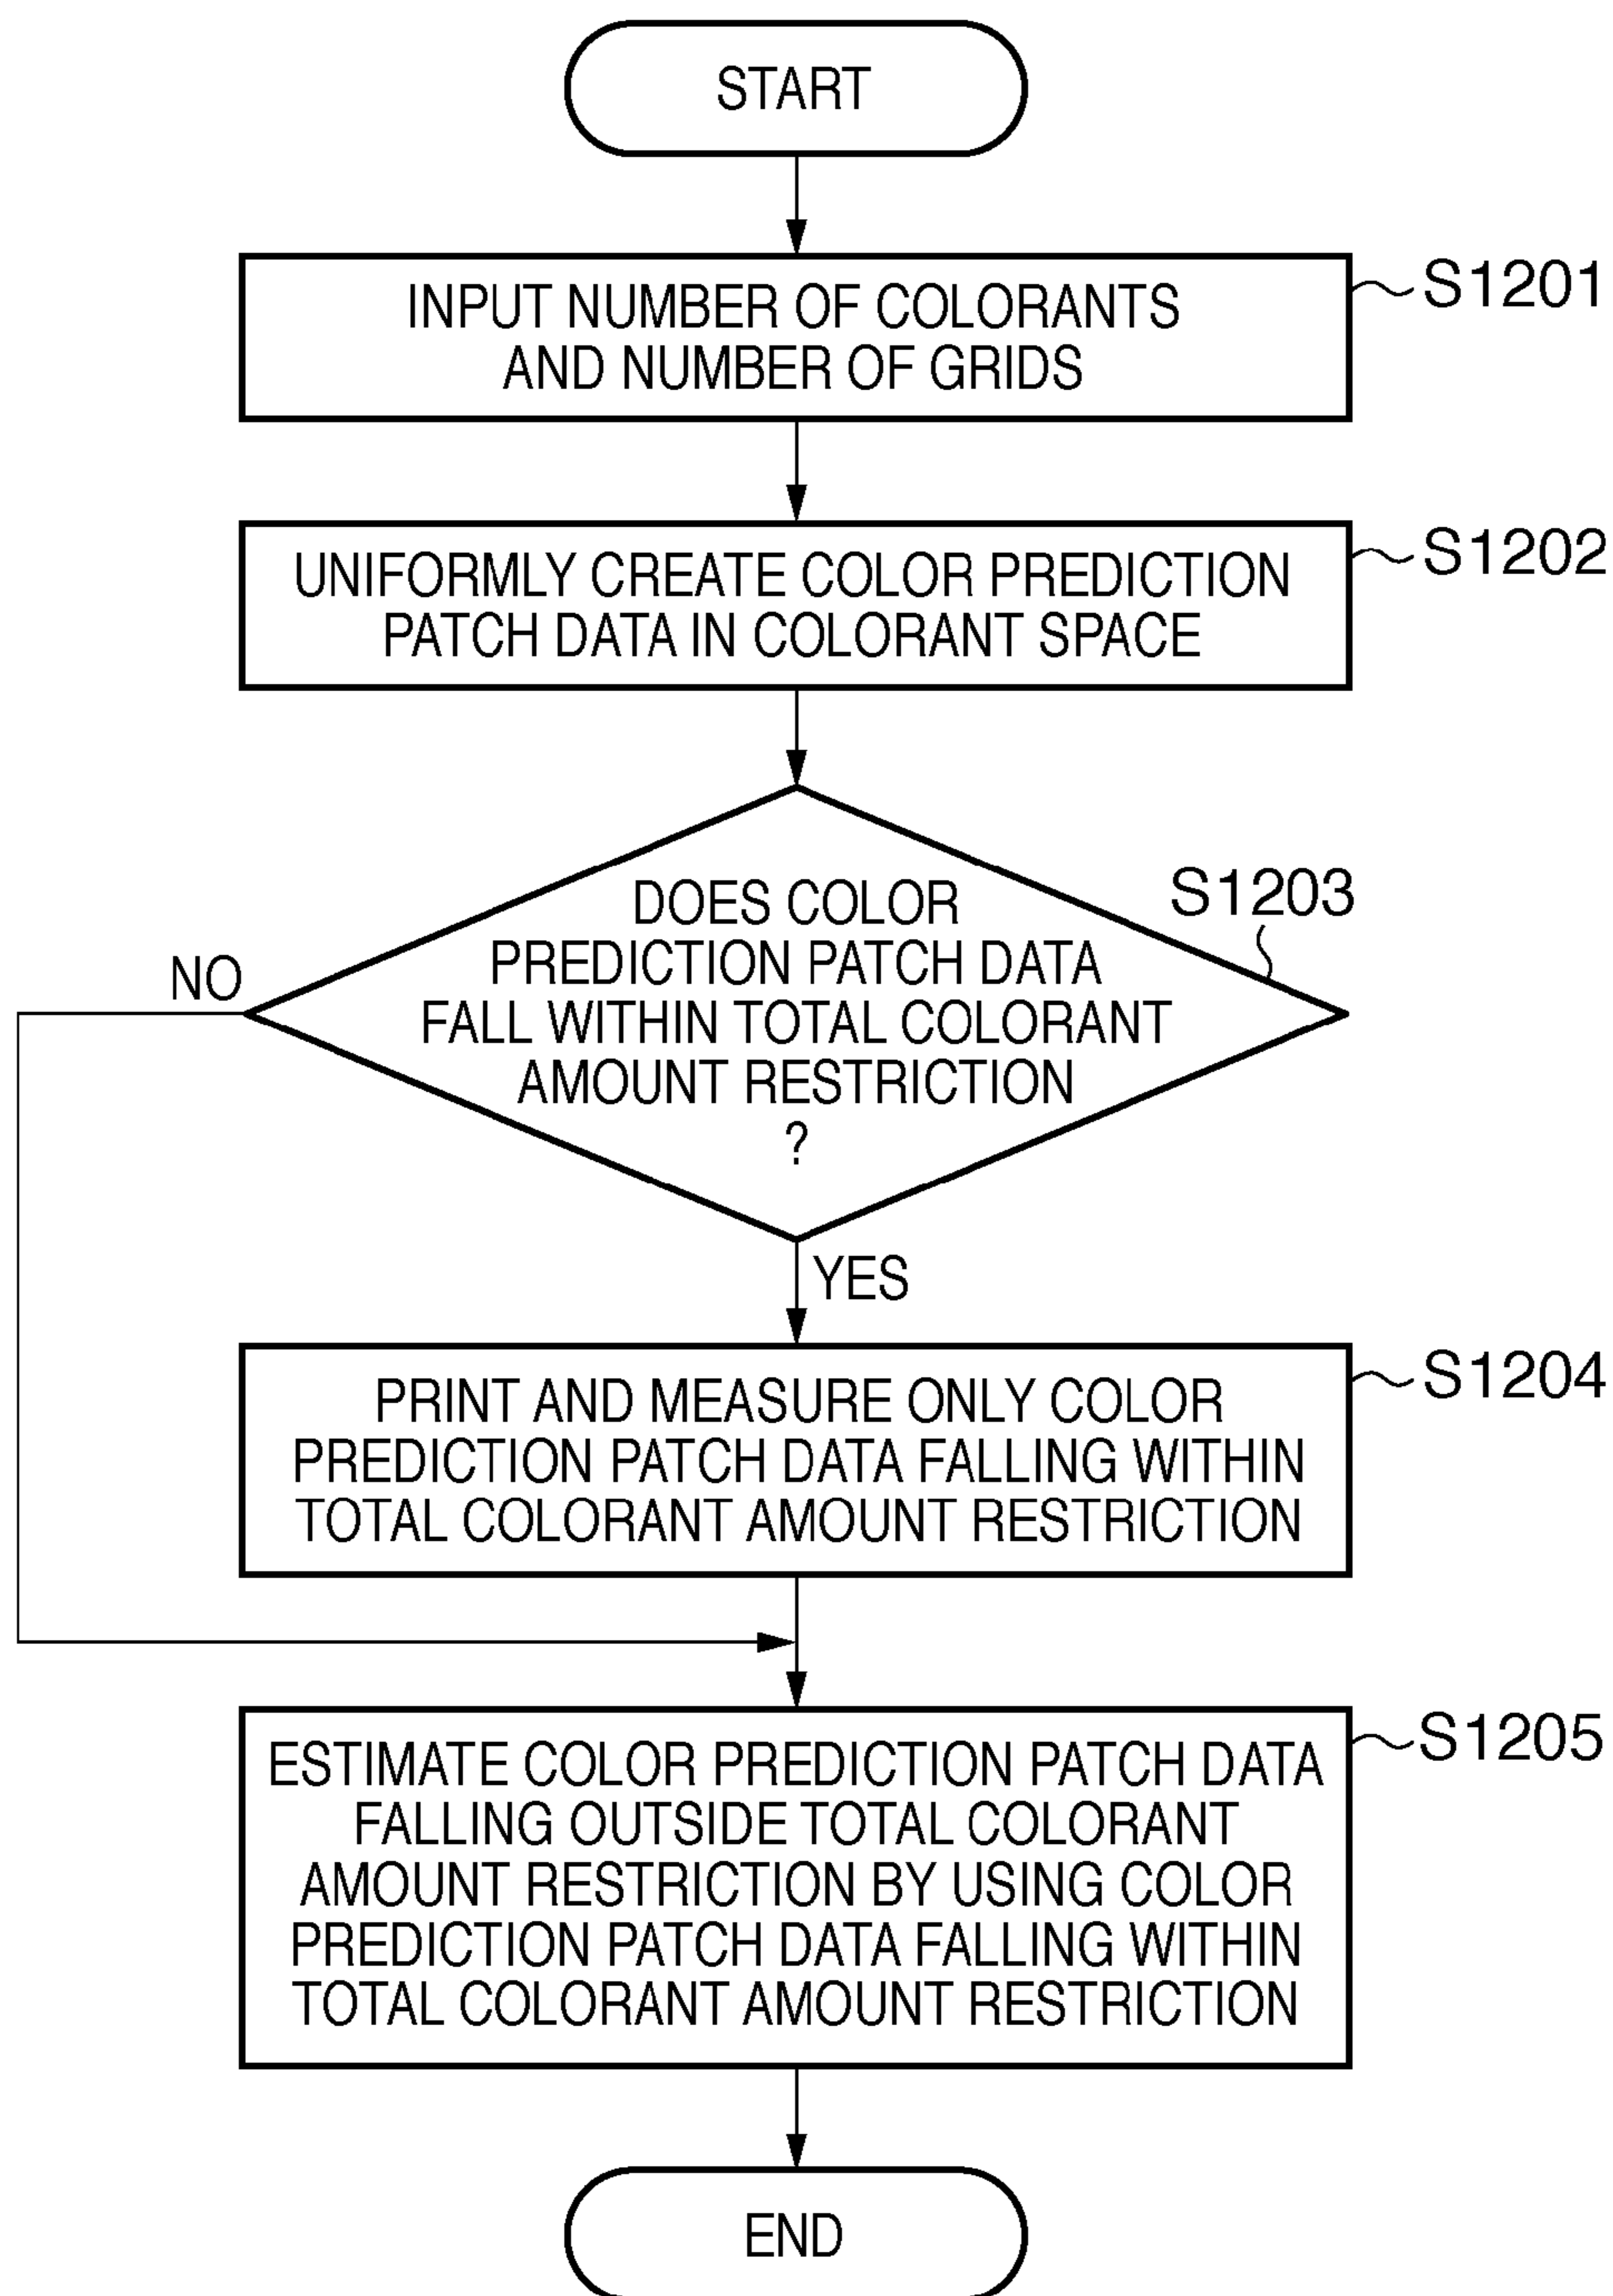 START
INPUT NUMBER OF COLORANTS
AND NUMBER OF GRIDS
S1201
UNIFORMLY CREATE COLOR PREDICTION
PATCH DATA IN COLORANT SPACE
S1202
DOES COLOR
PREDICTION PATCH DATA
FALL WITHIN TOTAL COLORANT
AMOUNT RESTRICTION
?
S1203
NO
YES
PRINT AND MEASURE ONLY COLOR
PREDICTION PATCH DATA FALLING WITHIN
TOTAL COLORANT AMOUNT RESTRICTION
S1204
ESTIMATE COLOR PREDICTION PATCH DATA
FALLING OUTSIDE TOTAL COLORANT
AMOUNT RESTRICTION BY USING COLOR
PREDICTION PATCH DATA FALLING WITHIN
TOTAL COLORANT AMOUNT RESTRICTION
S1205
END